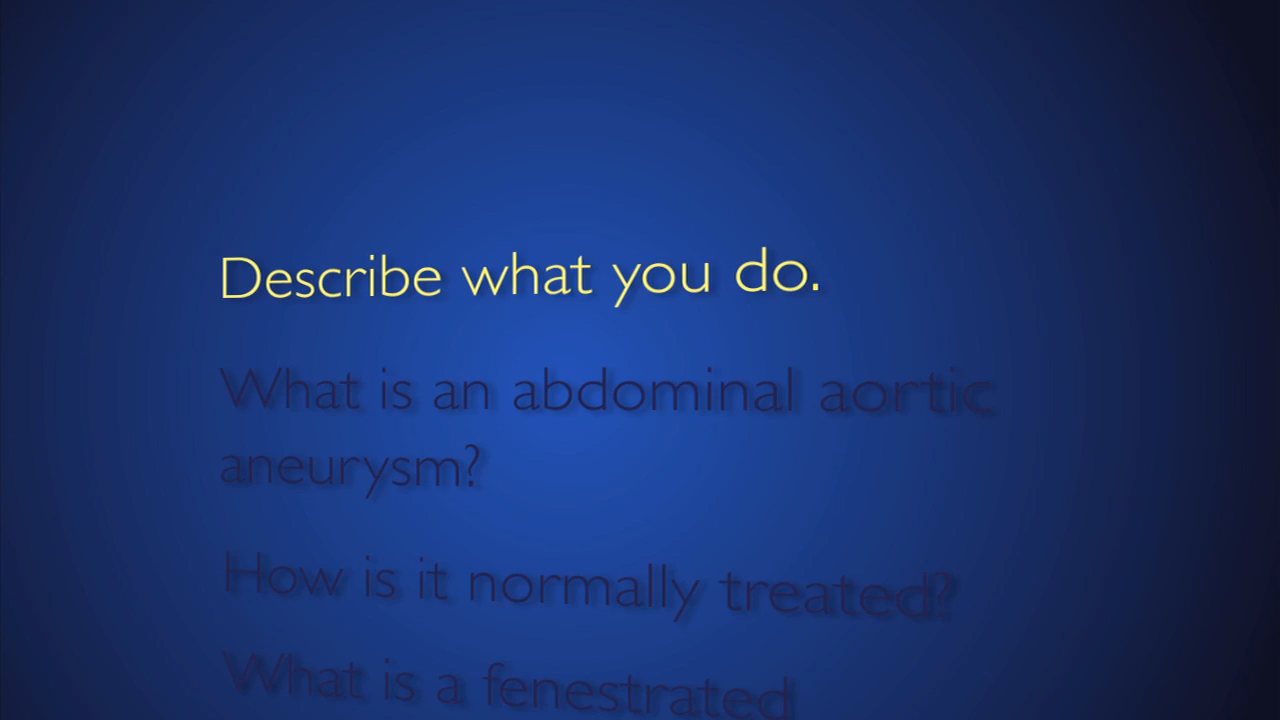 Describe what you do.
What is an abdominal aortic
aneurysm?
How is it normally treated?
What is a fenestrated